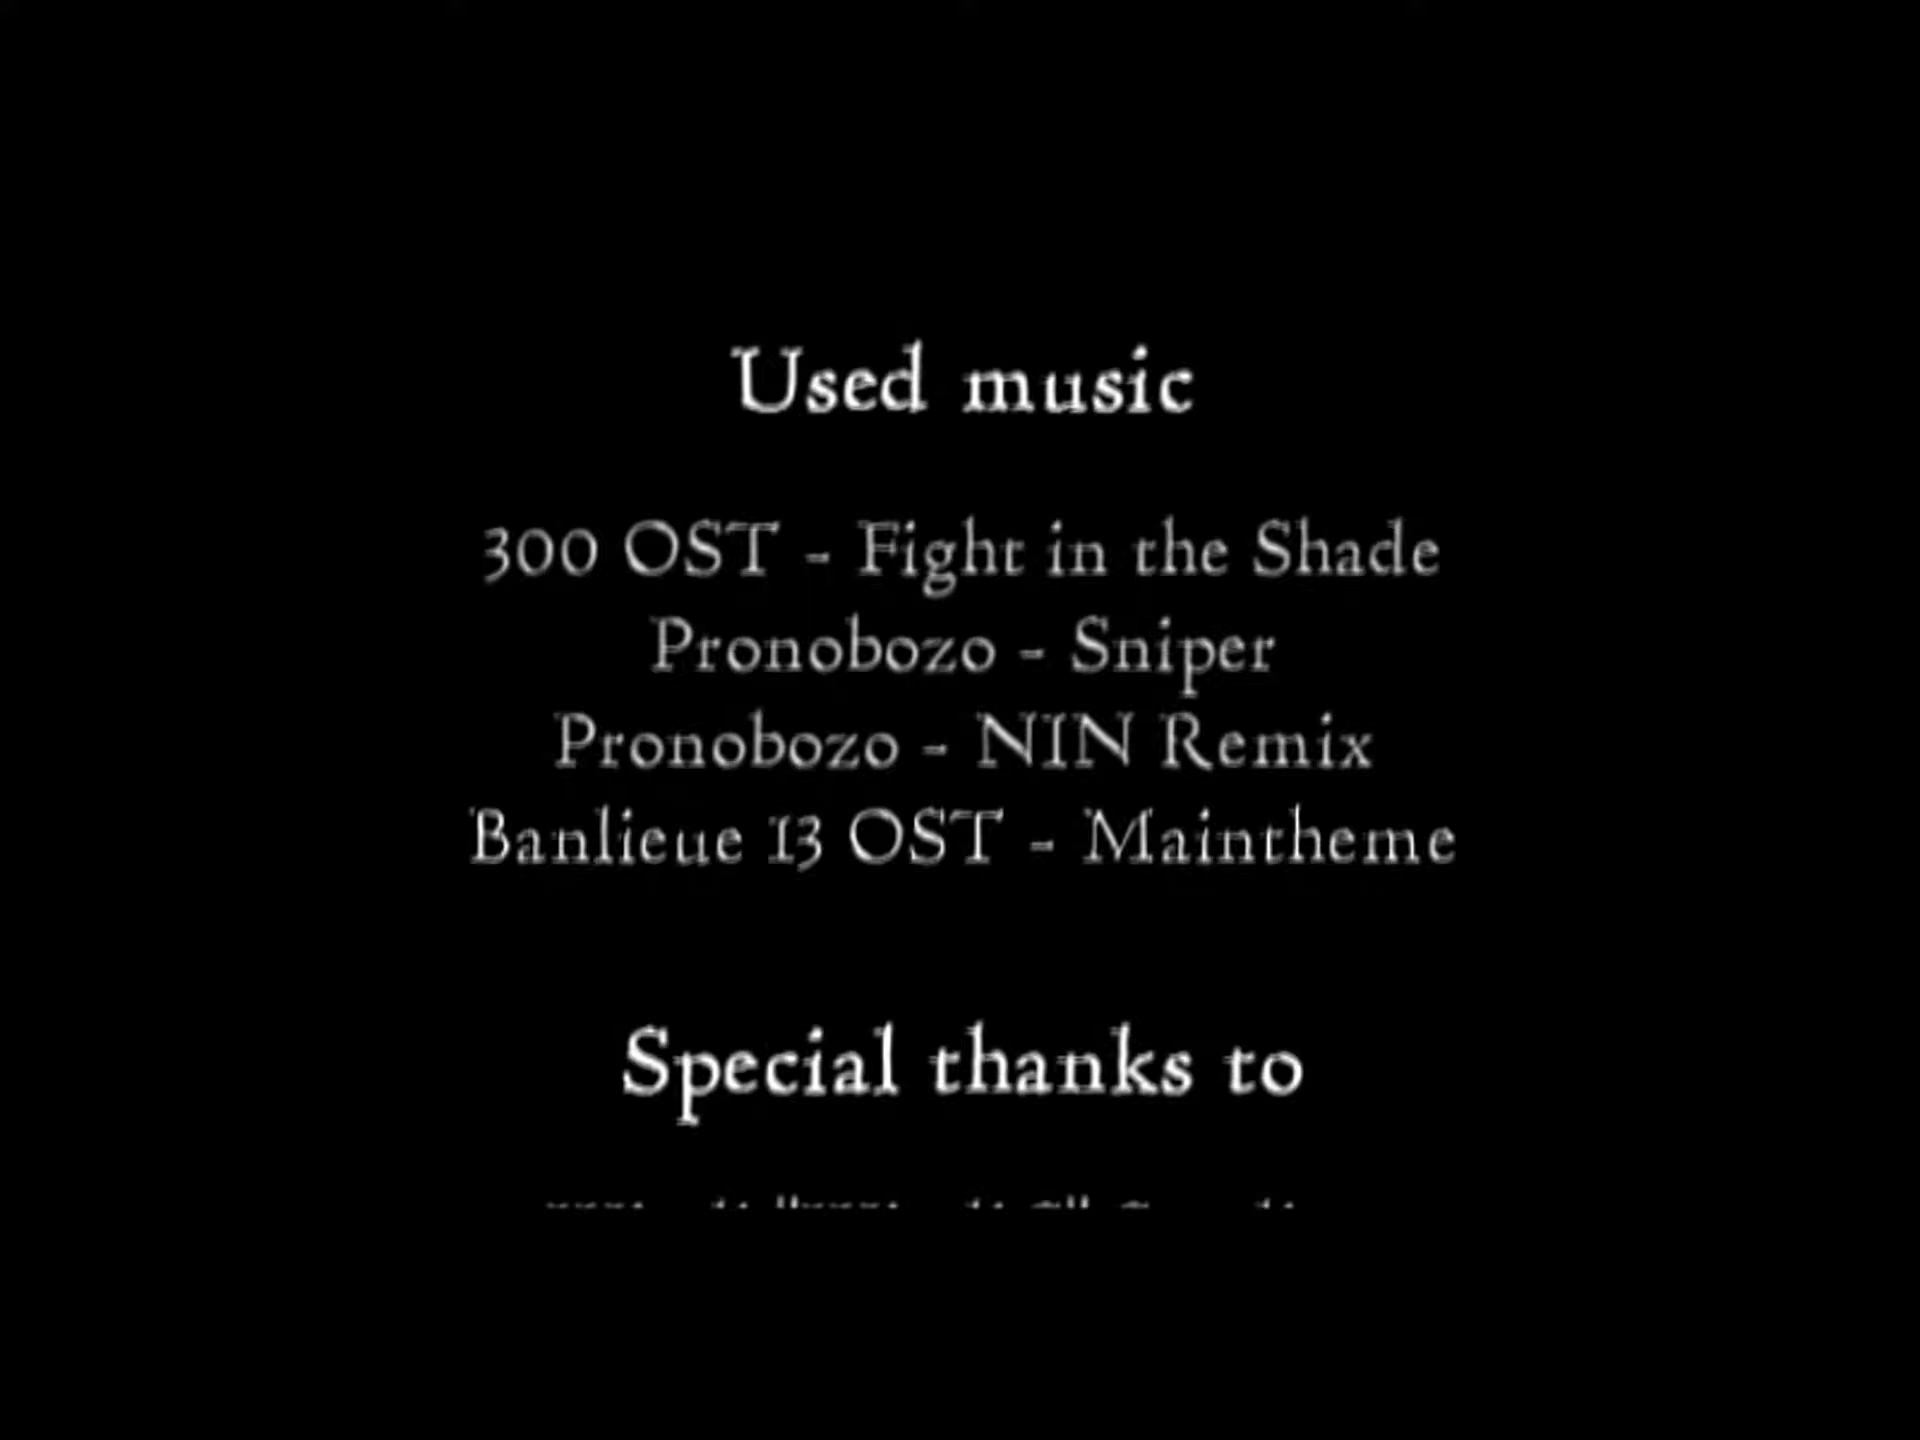 Used music
300 OST - Fight in the Shade
Pronobozo - Sniper
Pronobozo - NIN Remix
Banlieue 13 OST - Maintheme
Special thanks to